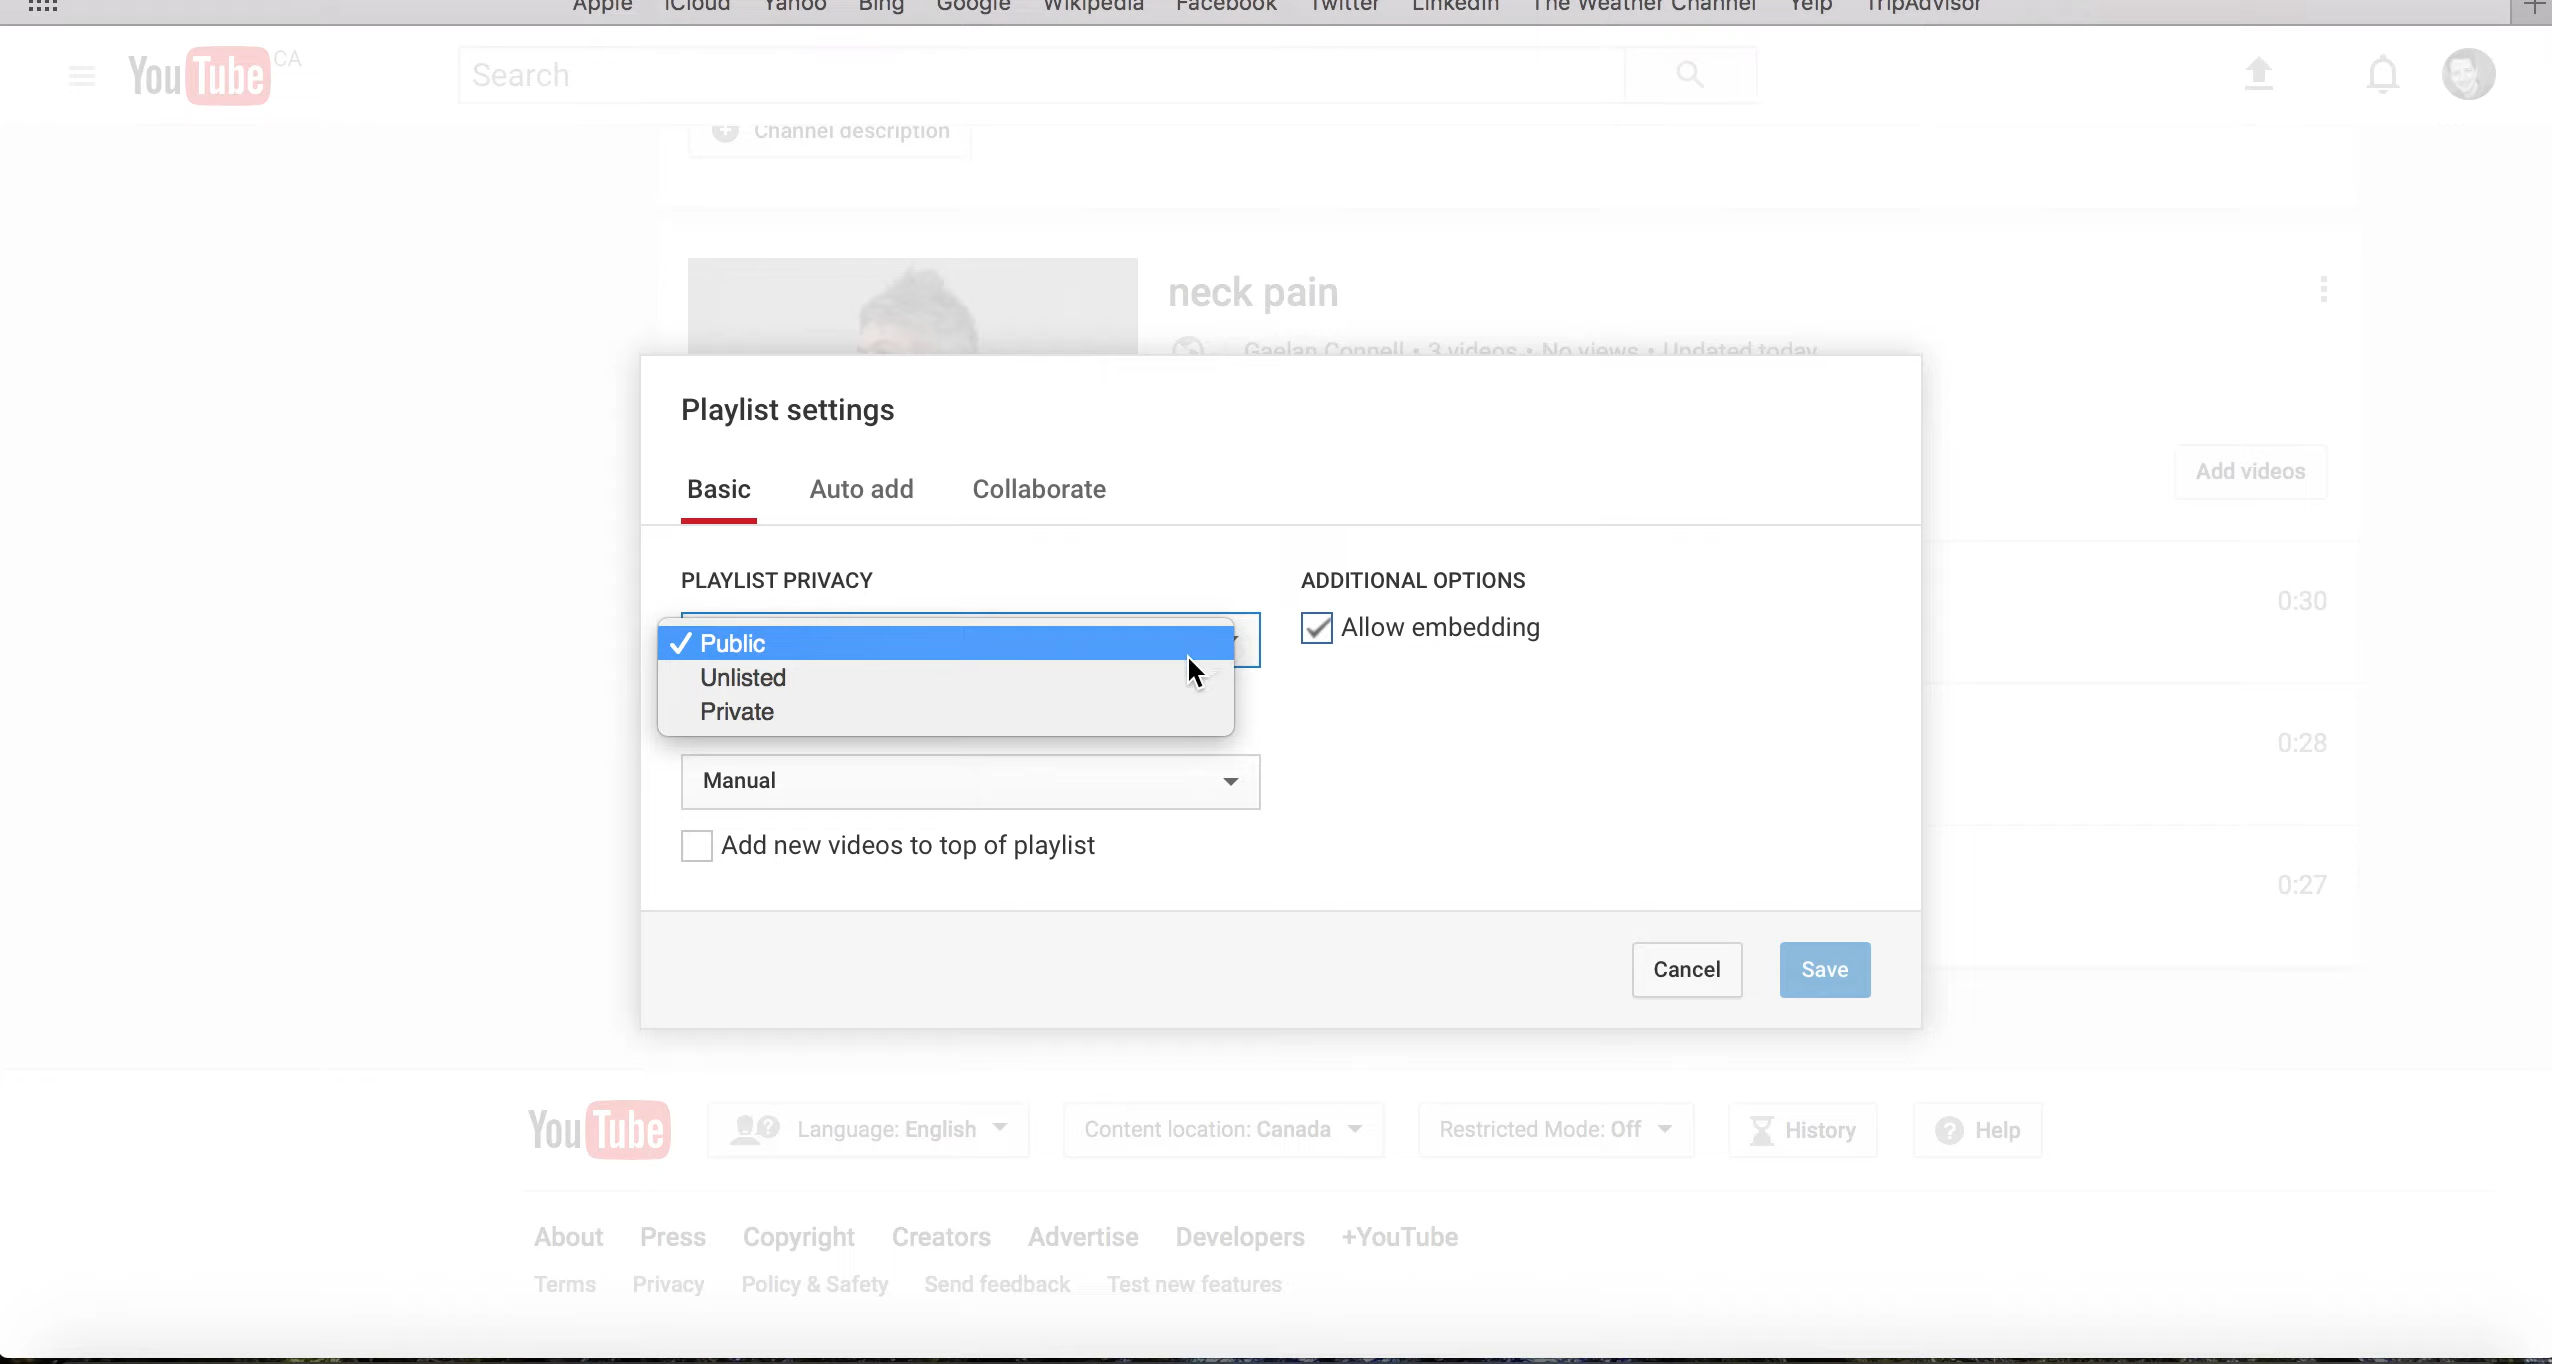 Apple iCloud Yahoo Bing Google Wikipedia Facebook Twitter LinkedIn The Weather Channel Yelp TripAdvisor
YouTube CA Search
Channel description
neck pain
Gaelan Connell • 3 videos • No views • Updated today
Playlist settings
Basic Auto add Collaborate
Add videos
PLAYLIST PRIVACY ADDITIONAL OPTIONS
0:30
Allow embedding
Public
Unlisted
Private
0:28
Manual
Add new videos to top of playlist
0:27
Cancel Save
YouTube Language: English Content location: Canada Restricted Mode: Off History Help
About Press Copyright Creators Advertise Developers +YouTube
Terms Privacy Policy & Safety Send feedback Test new features